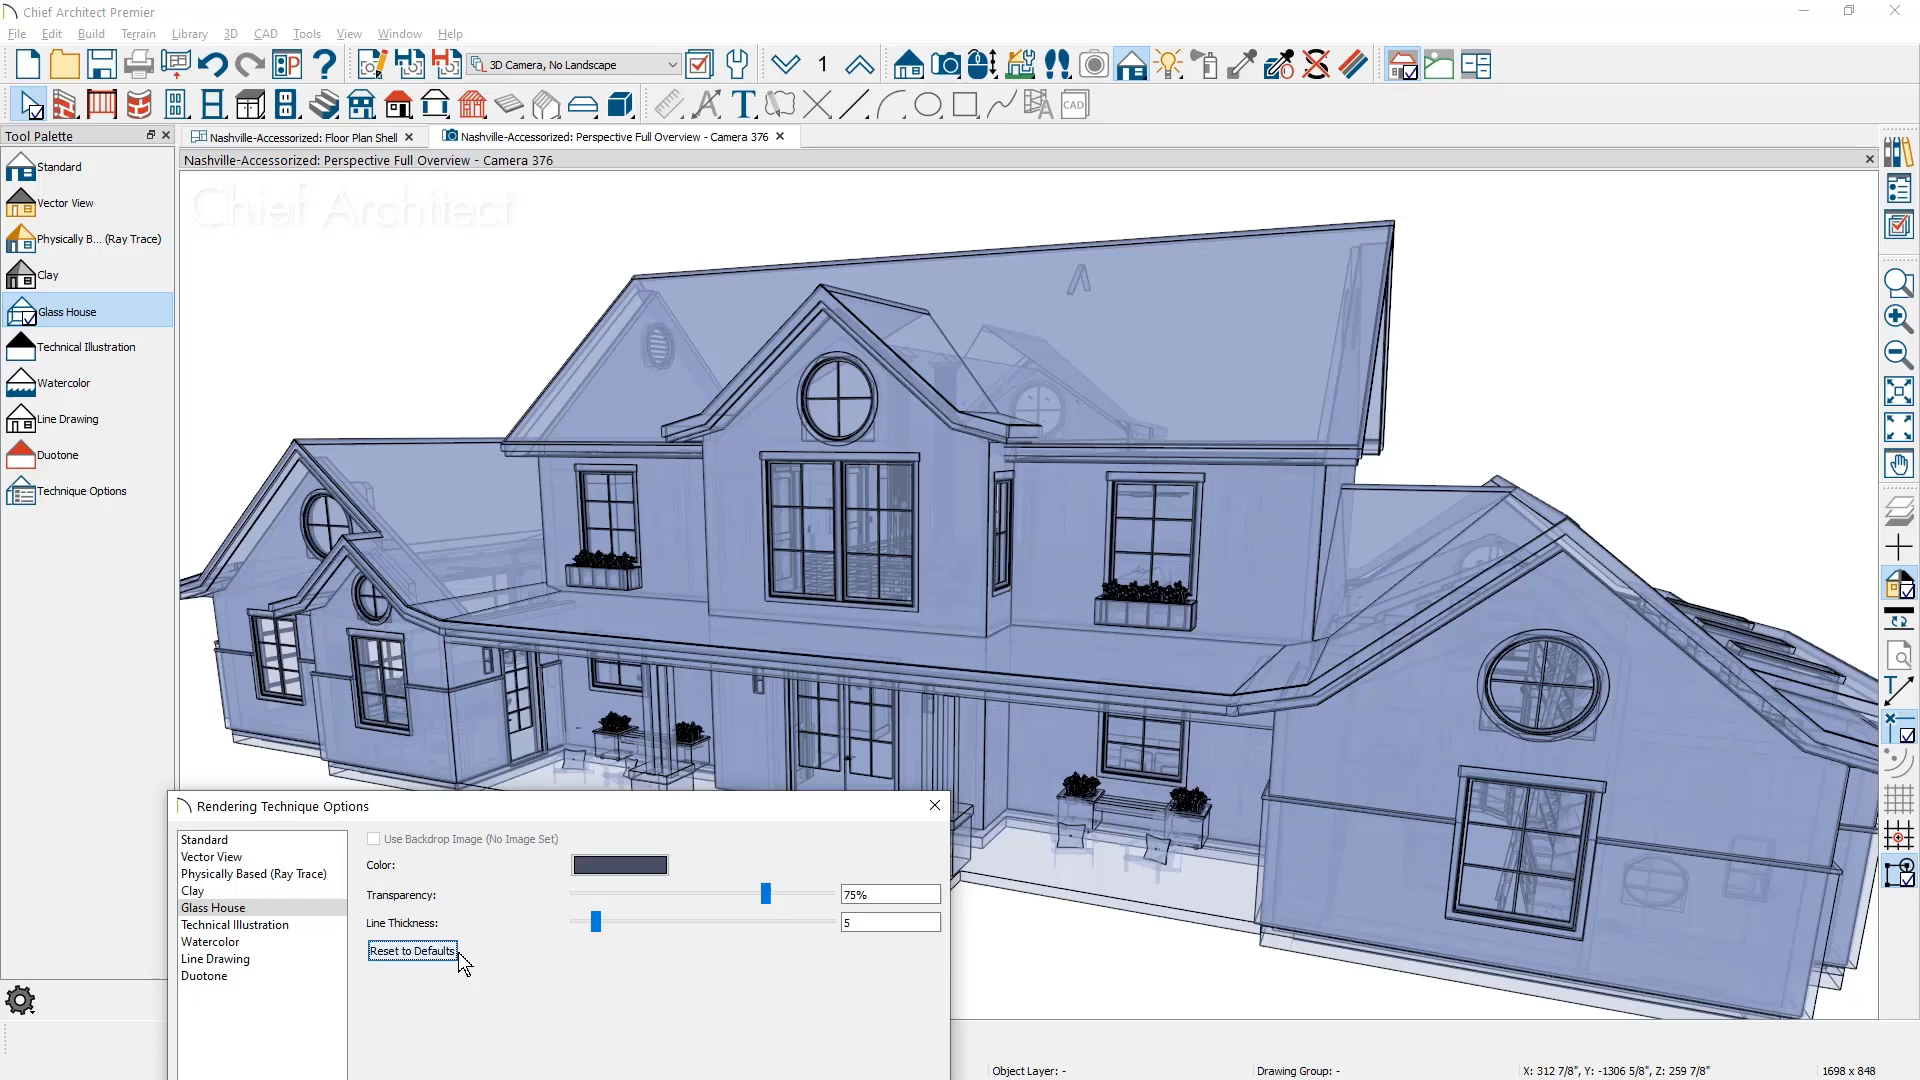 Chief Architect Premier
File Edit Build Terrain Library 3D CAD Tools View Window Help
3D Camera, No Landscape
1
CAD
Tool Palette
Nashville-Accessorized: Floor Plan Shell
Nashville-Accessorized: Perspective Full Overview - Camera 376
Nashville-Accessorized: Perspective Full Overview - Camera 376
Standard
Vector View
Physically B... (Ray Trace)
Clay
Glass House
Technical Illustration
Watercolor
Line Drawing
Duotone
Technique Options
Chief Architect
Rendering Technique Options
Standard
Vector View
Physically Based (Ray Trace)
Clay
Glass House
Technical Illustration
Watercolor
Line Drawing
Duotone
Use Backdrop Image (No Image Set)
Color:
Transparency: 75%
Line Thickness: 5
Reset to Defaults
Object Layer: -
Drawing Group: -
X: 312 7/8", Y: -1306 5/8", Z: 259 7/8"
1698 x 848